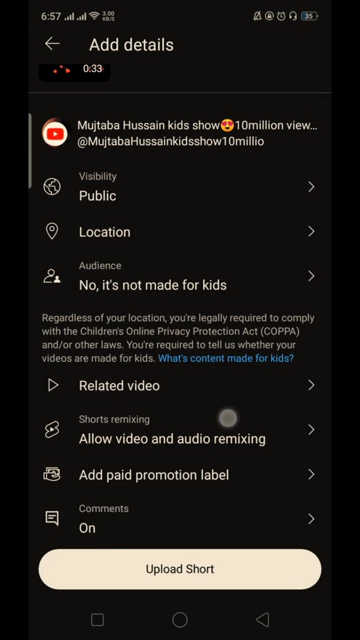 6:57 3.00 KB/S 35
Add details
0:33
Mujtaba Hussain kids show😍10million view...
@MujtabaHussainkidsshow10millio
Visibility
Public
Location
Audience
No, it's not made for kids
Regardless of your location, you're legally required to comply
with the Children's Online Privacy Protection Act (COPPA)
and/or other laws. You're required to tell us whether your
videos are made for kids. What's content made for kids?
Related video
Shorts remixing
Allow video and audio remixing
Add paid promotion label
Comments
On
Upload Short